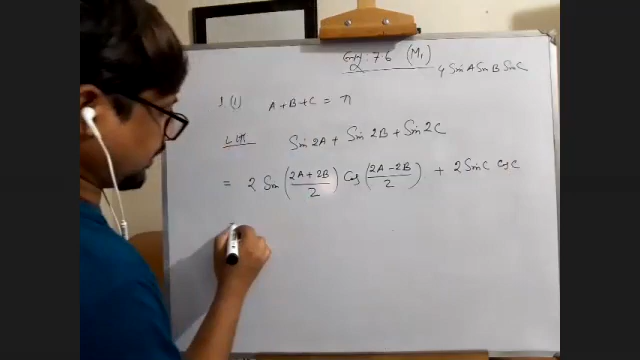 Ex: 7.6 (M₁)
4 Sin A Sin B Sin C
1 (i) A + B + C = π
LHS Sin 2A + Sin 2B + Sin 2C
= 2 Sin ((2A + 2B)/2) Cos ((2A - 2B)/2) + 2 Sin C Cos C